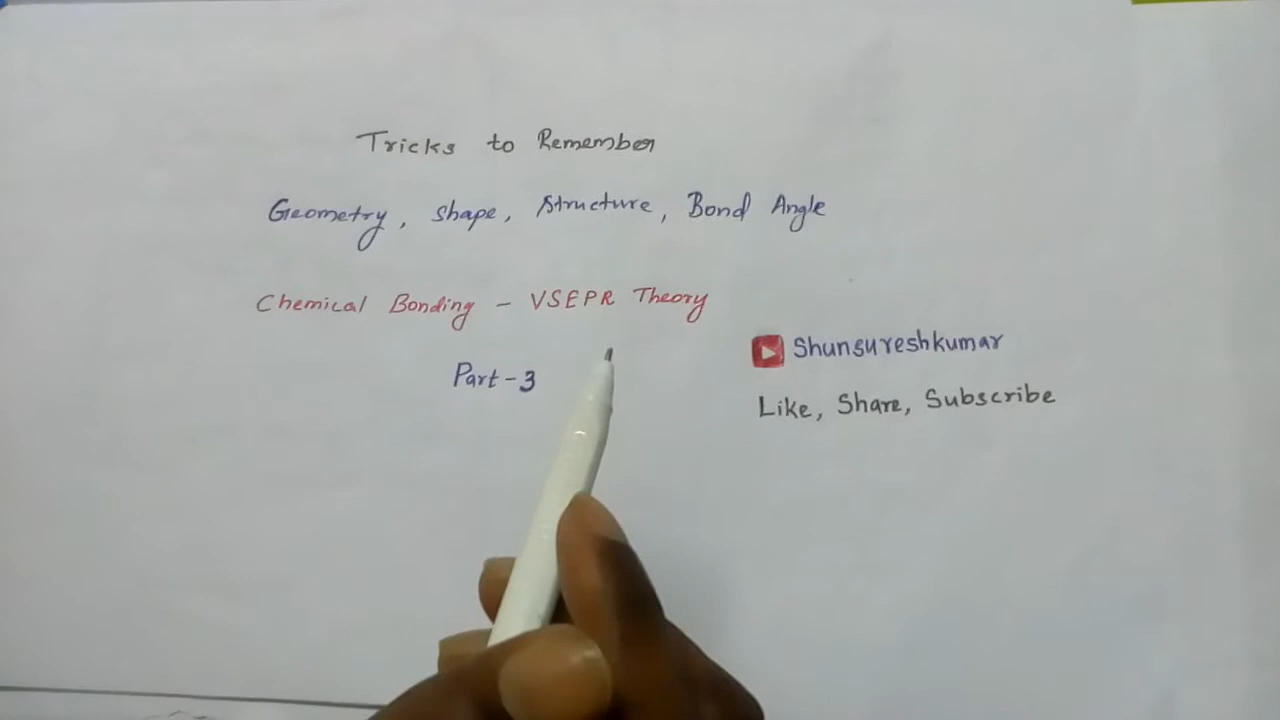 Tricks to Remember
Geometry, Shape, Structure, Bond Angle
Chemical Bonding - VSEPR Theory
Part-3
Shunsureshkumar
Like, Share, Subscribe